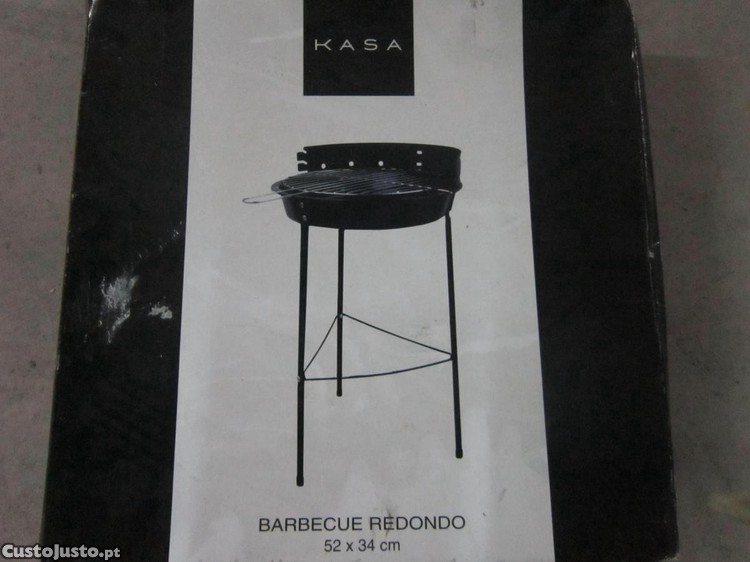 KASA
BARBECUE REDONDO
52 x 34 cm
CustoJusto.pt